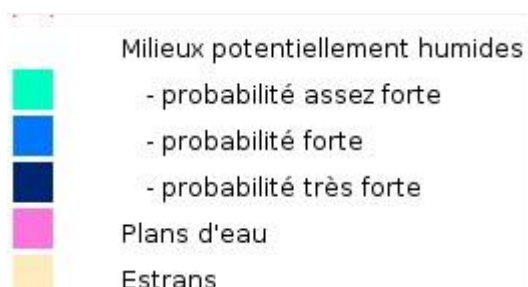 Milieux potentiellement humides
- probabilité assez forte
- probabilité forte
- probabilité très forte
Plans d'eau
Estrans